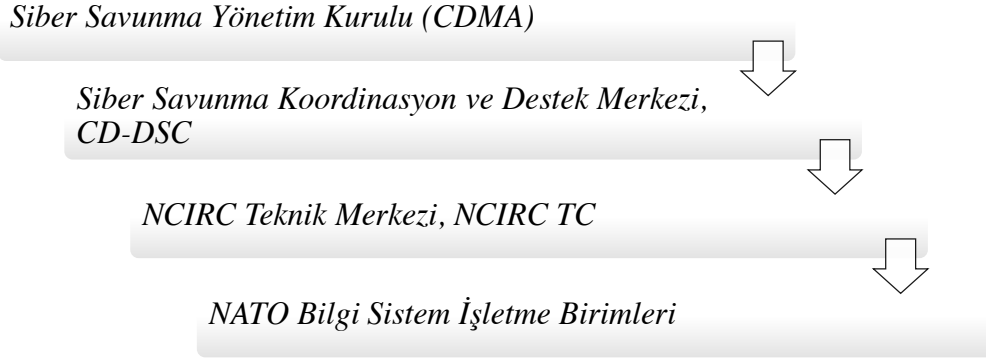 Siber Savunma Yönetim Kurulu (CDMA)
Siber Savunma Koordinasyon ve Destek Merkezi,
CD-DSC
NCIRC Teknik Merkezi, NCIRC TC
NATO Bilgi Sistem İşletme Birimleri